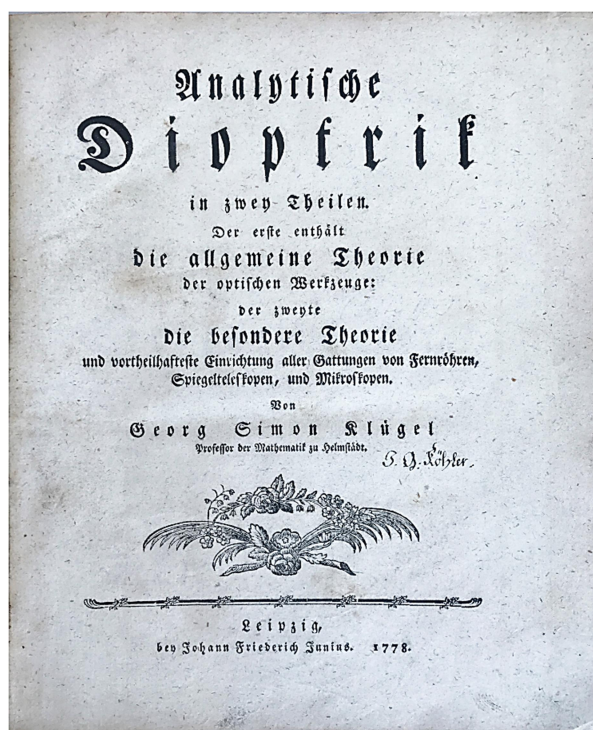 Analytische
Dioptrik
in zwey Theilen.
Der erste enthält
die allgemeine Theorie
der optischen Werkzeuge:
der zweyte
die besondere Theorie
und vortheilhafteste Einrichtung aller Gattungen von Fernröhren,
Spiegelteleskopen, und Mikroskopen.
Von
Georg Simon Klügel
Professor der Mathematik zu Helmstädt.
J. G. Köhler.
Leipzig,
bey Johann Friederich Junius. 1778.